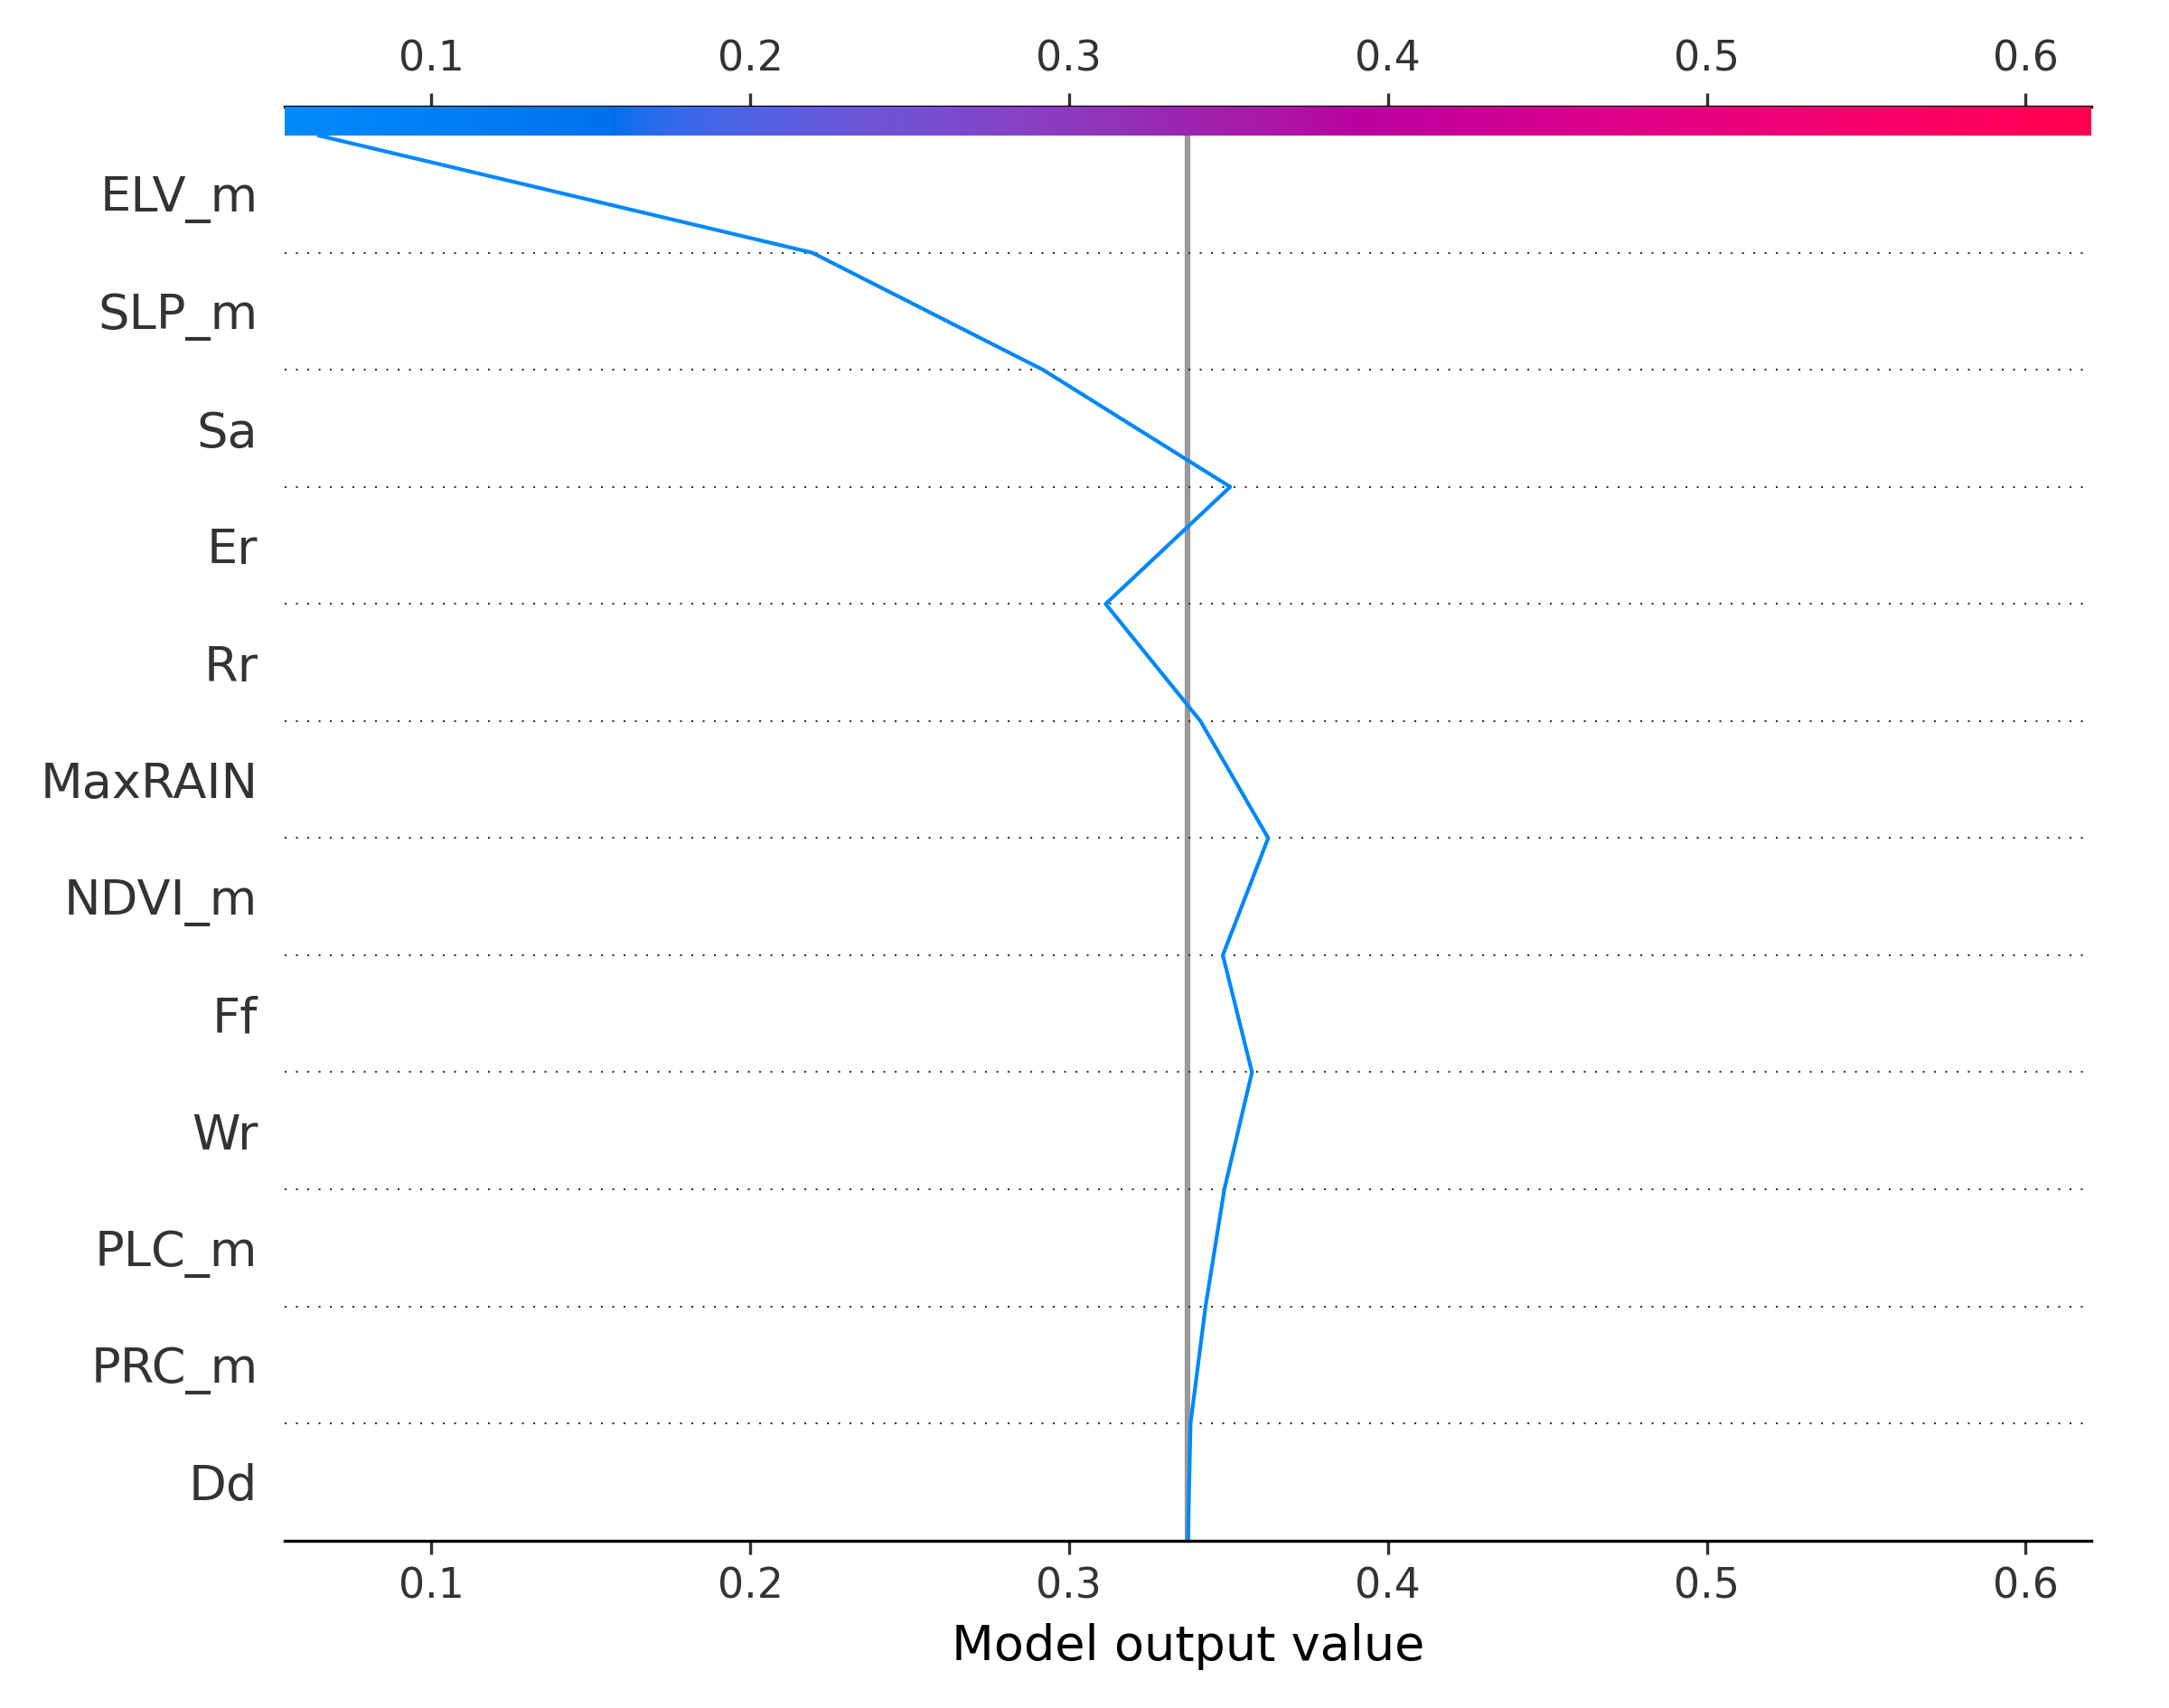 0.1 0.2 0.3 0.4 0.5 0.6
ELV_m
SLP_m
Sa
Er
Rr
MaxRAIN
NDVI_m
Ff
Wr
PLC_m
PRC_m
Dd
0.1 0.2 0.3 0.4 0.5 0.6
Model output value